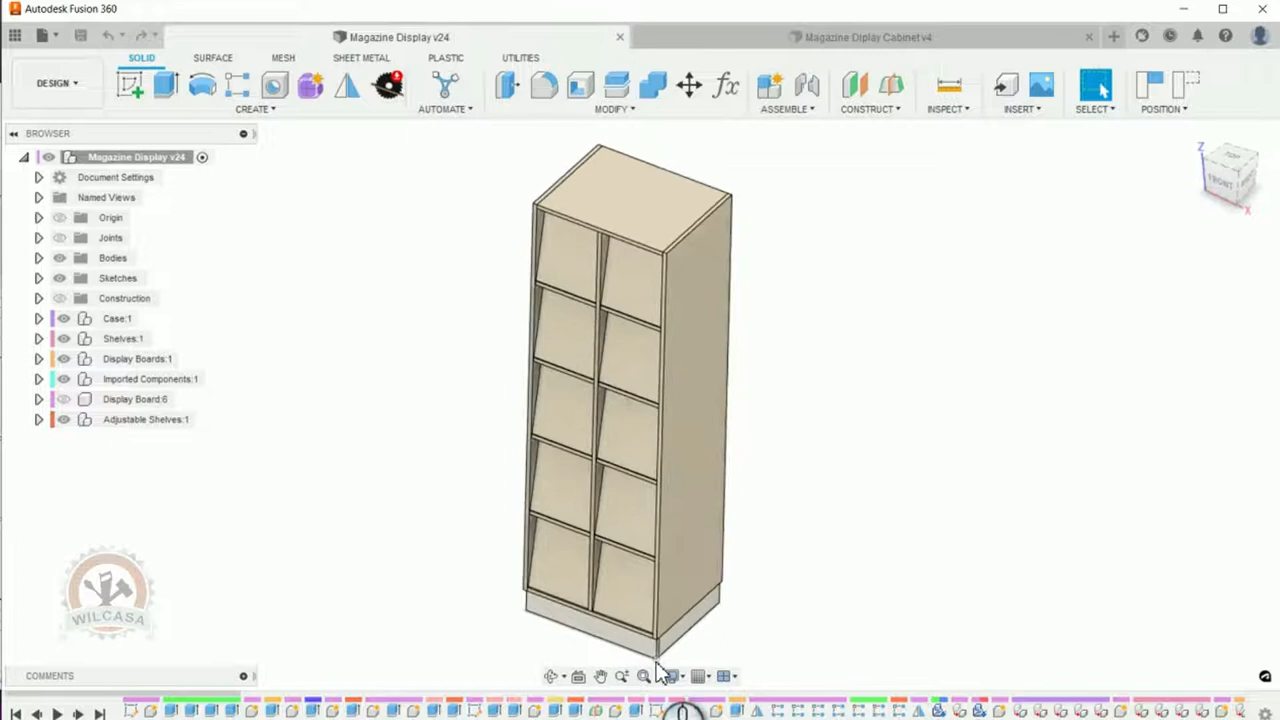 Autodesk Fusion 360
Magazine Display v24
Magazine Diplay Cabinet v4
DESIGN
SOLID SURFACE MESH SHEET METAL PLASTIC UTILITIES
CREATE AUTOMATE MODIFY ASSEMBLE CONSTRUCT INSPECT INSERT SELECT POSITION
BROWSER
Magazine Display v24
Document Settings
Named Views
Origin
Joints
Bodies
Sketches
Construction
Case:1
Shelves:1
Display Boards:1
Imported Components:1
Display Board:6
Adjustable Shelves:1
Z
TOP
FRONT
X
WILCASA
COMMENTS